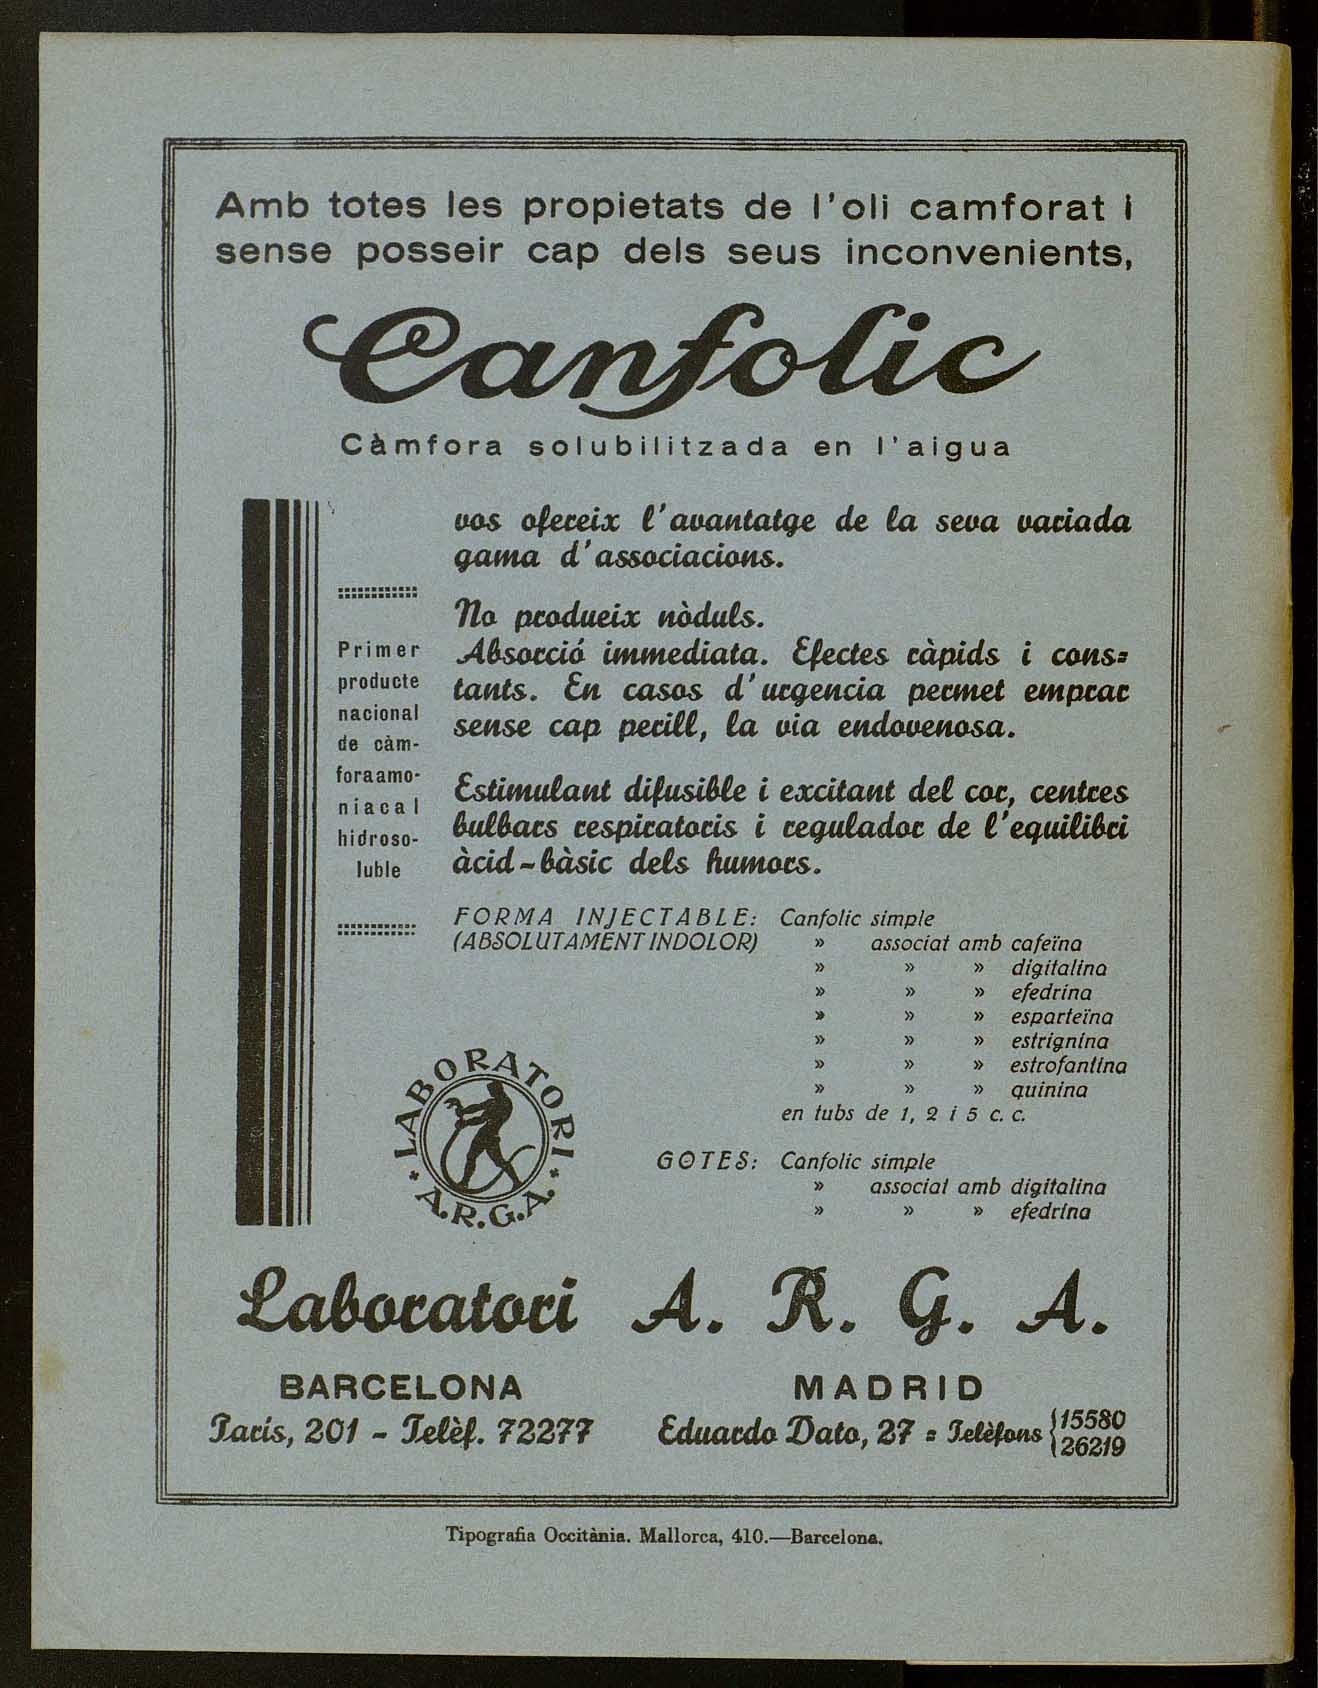 Amb totes les propietats de l'oli camforat i
sense posseir cap dels seus inconvenients,
Canfolic
Càmfora solubilitzada en l'aigua
vos ofereix l'avantatge de la seva variada
gama d'associacions.
No produeix nòduls.
Absorció immediata. Efectes ràpids i cons=
tants. En casos d'urgencia permet emprar
sense cap perill, la via endovenosa.
Estimulant difusible i excitant del cor, centres
bulbars respiratoris i regulador de l'equilibri
àcid-bàsic dels humors.
Primer
producte
nacional
de càm-
foraamo-
niacal
hidroso-
luble
FORMA INJECTABLE: Canfolic simple
(ABSOLUTAMENT INDOLOR) » associat amb cafeïna
» » » digitalina
» » » efedrina
» » » esparteïna
» » » estrignina
» » » estrofantina
» » » quinina
en tubs de 1, 2 i 5 c. c.
GOTES: Canfolic simple
» associat amb digitalina
» » » efedrina
LABORATORI
* A.R.G.A. *
Laboratori A. R. G. A.
BARCELONA MADRID
París, 201 - Telèf. 72277 Eduardo Dato, 27 = Telèfons { 15580
26219
Tipografia Occitània. Mallorca, 410.—Barcelona.